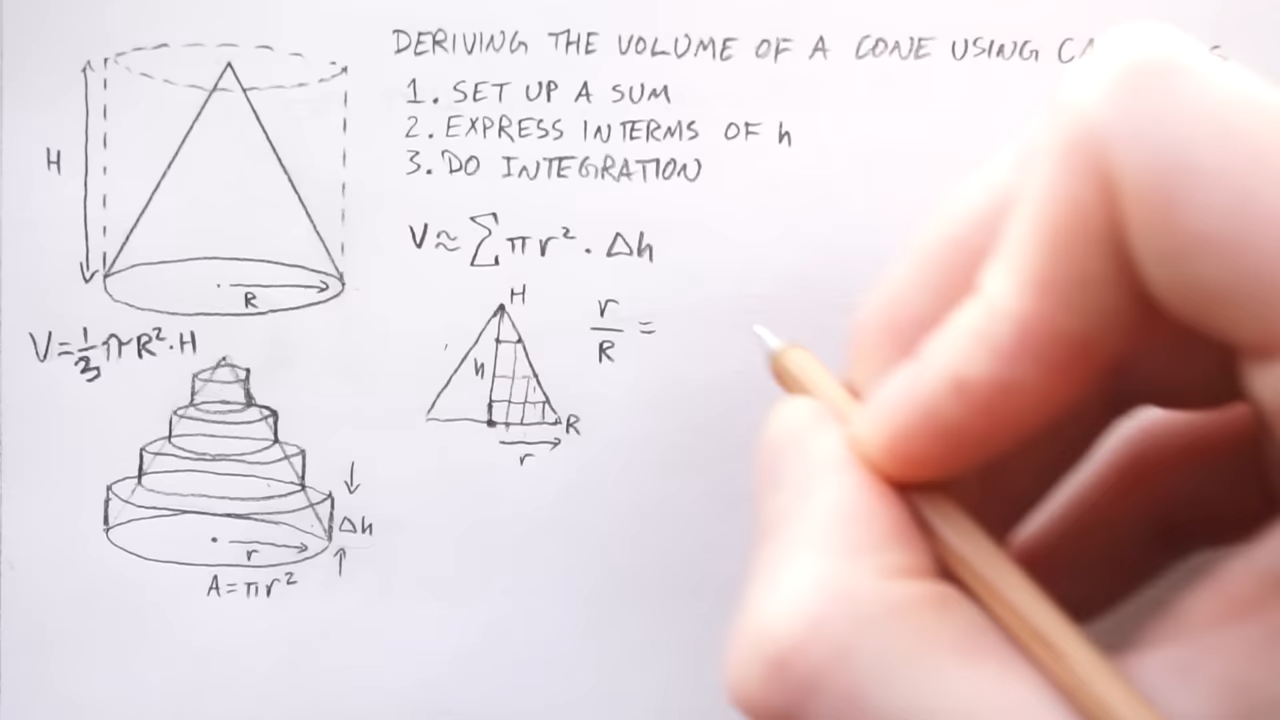 DERIVING THE VOLUME OF A CONE USING
1. SET UP A SUM
2. EXPRESS IN TERMS OF h
3. DO INTEGRATION
H
R
V=1/3 πR²·H
V≈∑πr²·Δh
H
h
R
r
r/R =
Δh
r
A=πr²